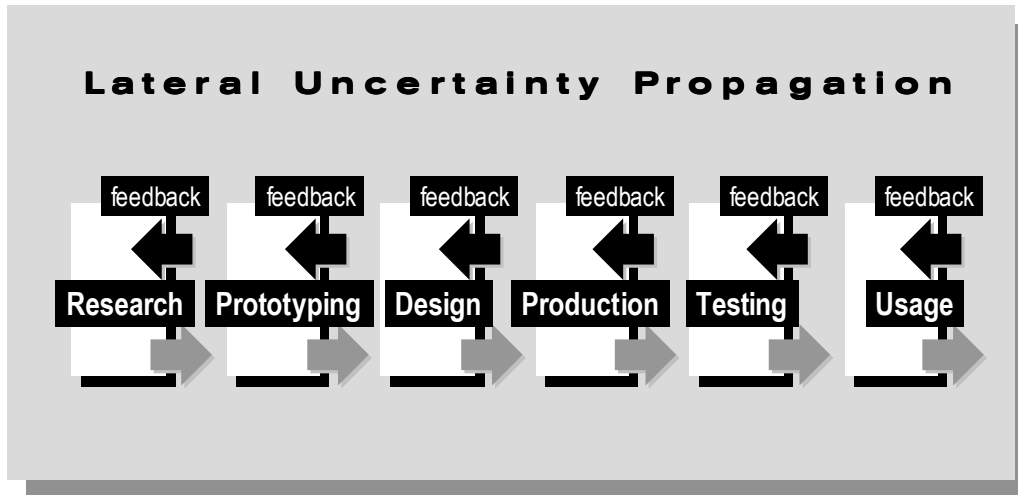 Lateral Uncertainty Propagation
feedback feedback feedback feedback feedback feedback
Research Prototyping Design Production Testing Usage